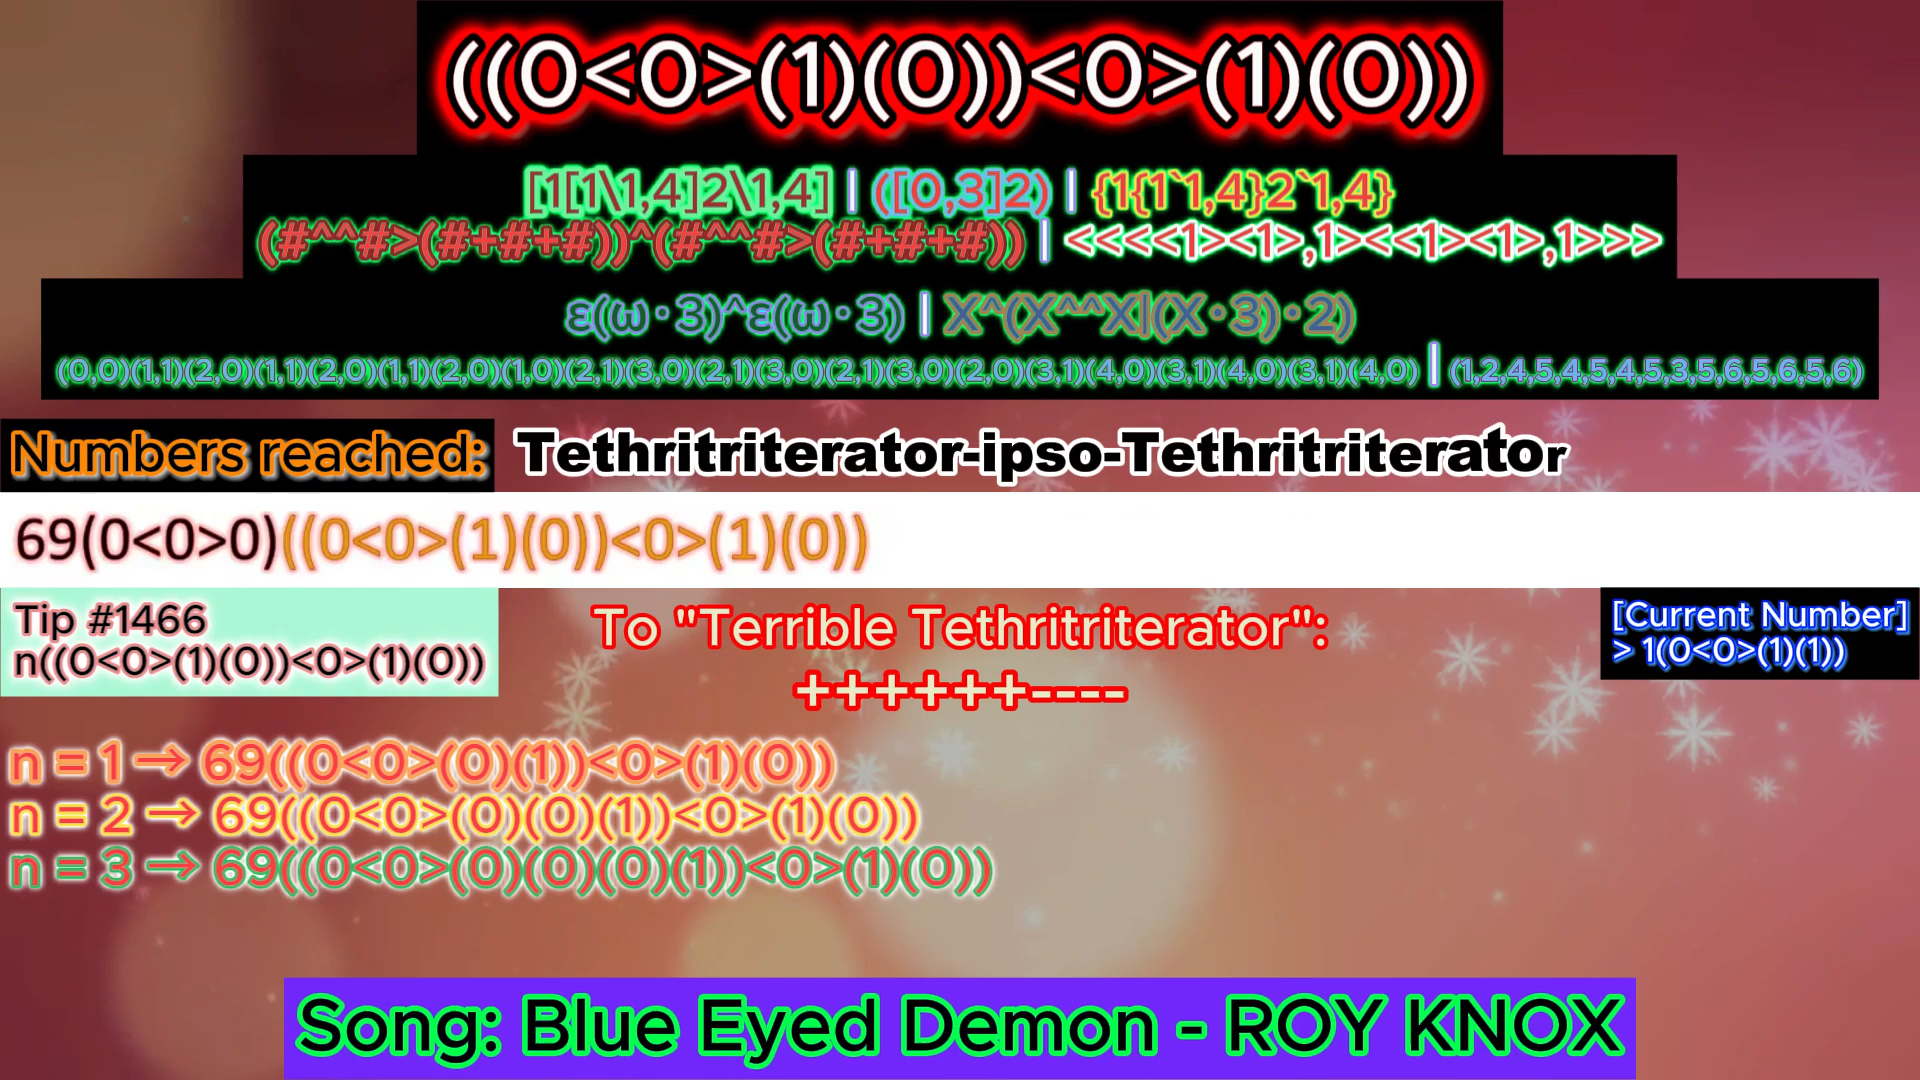 ((0<0>(1)(0))<0>(1)(0))
[1[1\1,4]2\1,4] | ([0,3]2) | {1{1`1,4}2`1,4}
(#^^#>(#+#+#))^(#^^#>(#+#+#)) | <<<<1><1>,1><<1><1>,1>>>
ε((ω·3)^ε(ω·3) | X^(X^^X|(X·3)·2)
(0,0)(1,1)(2,0)(1,1)(2,0)(1,1)(2,0)(1,0)(2,1)(3,0)(2,1)(3,0)(2,1)(3,0)(2,0)(3,1)(4,0)(3,1)(4,0)(3,1)(4,0) | (1,2,4,5,4,5,4,5,3,5,6,5,6,5,6)
Numbers reached: Tethritriterator-ipso-Tethritriterator
69(0<0>0)((0<0>(1)(0))<0>(1)(0))
Tip #1466
n((0<0>(1)(0))<0>(1)(0))
To "Terrible Tethritriterator":
++++++----
[Current Number]
> 1(0<0>(1)(1))
n = 1 → 69((0<0>(0)(1))<0>(1)(0))
n = 2 → 69((0<0>(0)(0)(1))<0>(1)(0))
n = 3 → 69((0<0>(0)(0)(0)(1))<0>(1)(0))
Song: Blue Eyed Demon - ROY KNOX